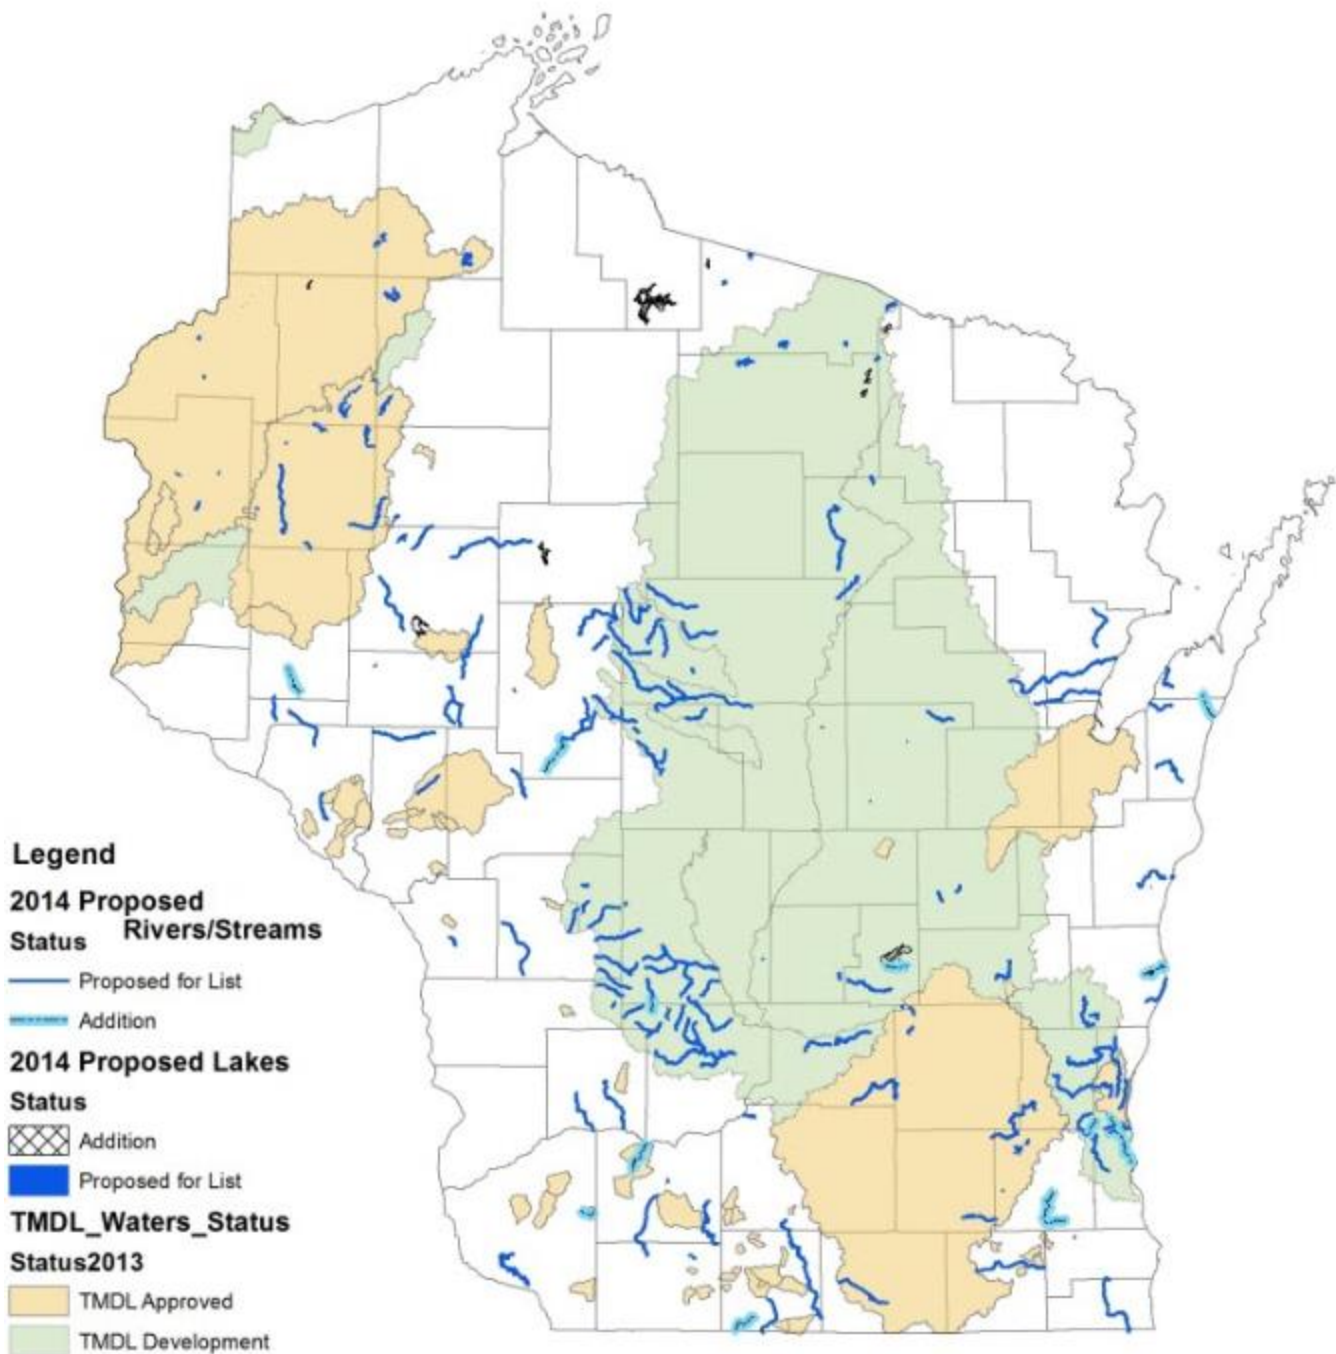 Legend
2014 Proposed
Rivers/Streams
Status
Proposed for List
Addition
2014 Proposed Lakes
Status
Addition
Proposed for List
TMDL_Waters_Status
Status2013
TMDL Approved
TMDL Development